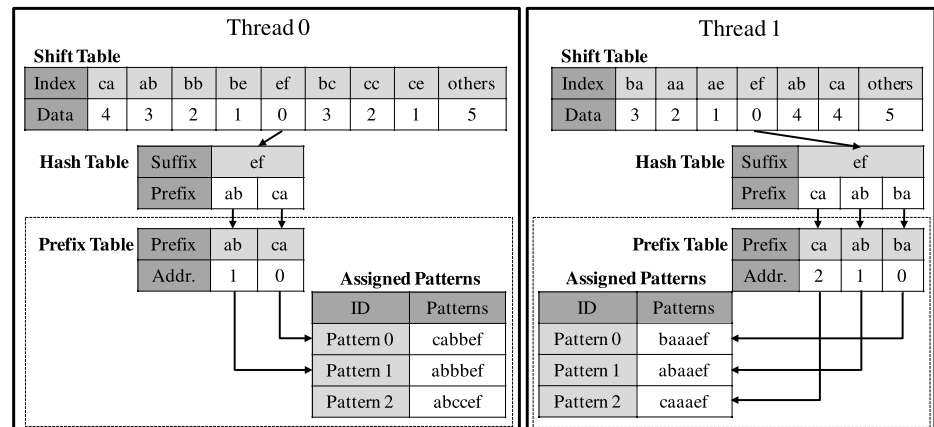 Thread 0
Shift Table
Index ca ab bb be ef bc cc ce others
Data 4 3 2 1 0 3 2 1 5
Hash Table
Suffix ef
Prefix ab ca
Prefix Table
Prefix ab ca
Addr. 1 0
Assigned Patterns
ID Patterns
Pattern 0 cabbef
Pattern 1 abbbef
Pattern 2 abccef
Thread 1
Shift Table
Index ba aa ae ef ab ca others
Data 3 2 1 0 4 4 5
Hash Table
Suffix ef
Prefix ca ab ba
Prefix Table
Prefix ca ab ba
Addr. 2 1 0
Assigned Patterns
ID Patterns
Pattern 0 baaaef
Pattern 1 abaaef
Pattern 2 caaaef